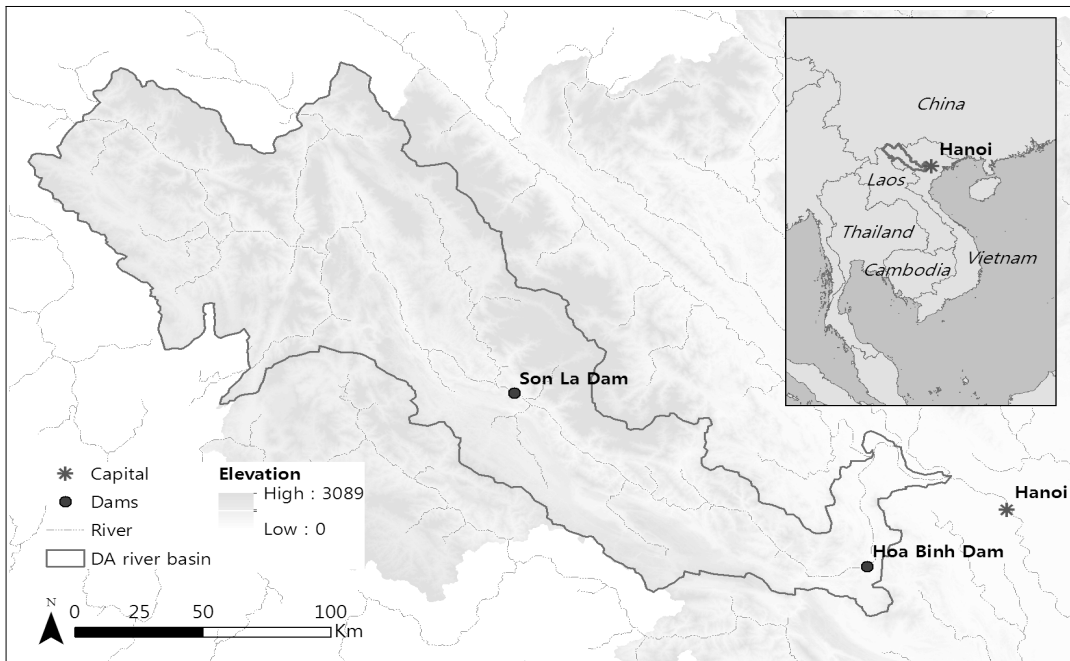 China
Hanoi
Laos
Thailand
Cambodia
Vietnam
Son La Dam
Hanoi
Hoa Binh Dam
Capital
Dams
River
DA river basin
Elevation
High : 3089
Low : 0
N
0 25 50 100
Km